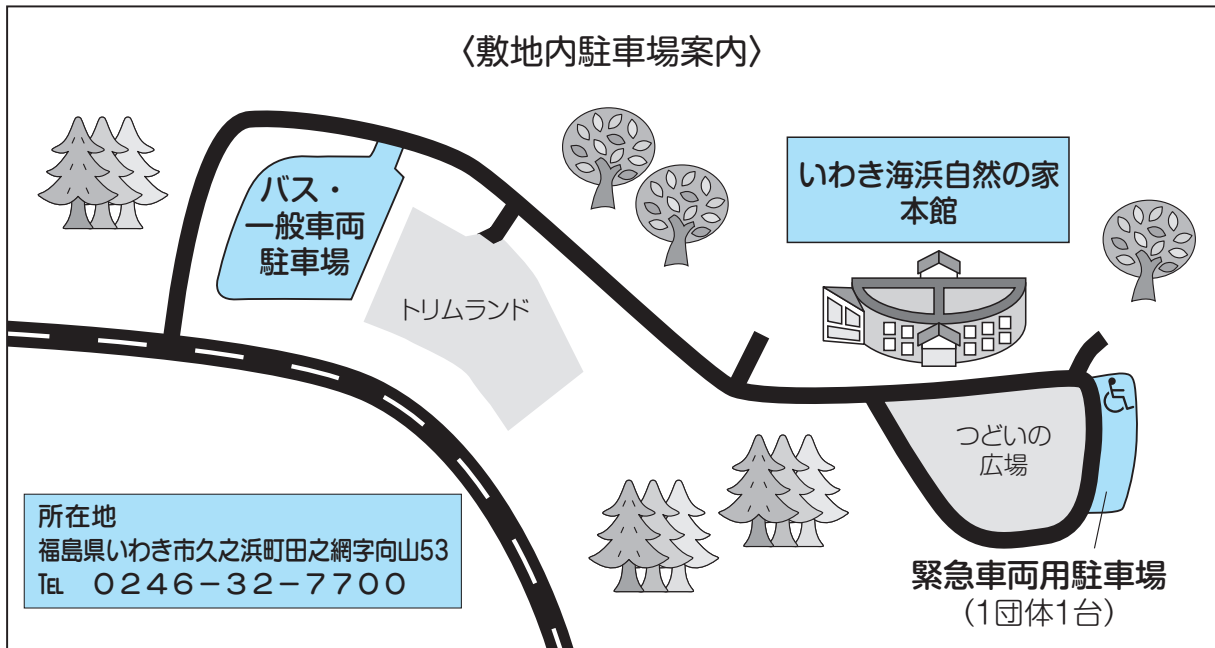 〈敷地内駐車場案内〉
バス・
一般車両
駐車場
トリムランド
いわき海浜自然の家
本館
つどいの
広場
緊急車両用駐車場
(1団体1台)
所在地
福島県いわき市久之浜町田之網字向山53
℡ 0246-32-7700